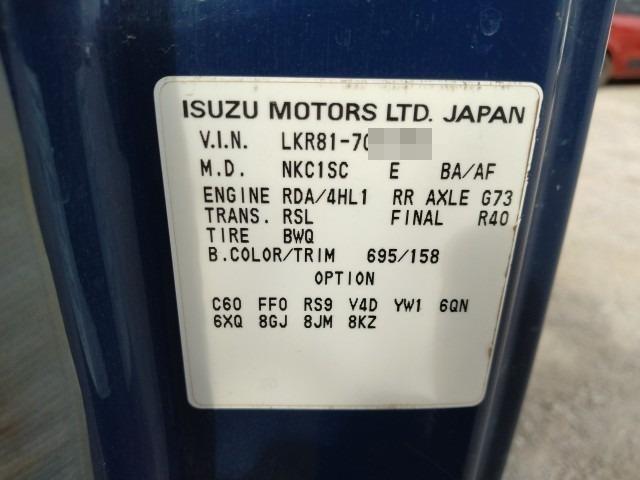 ISUZU MOTORS LTD. JAPAN
V.I.N. LKR81-70
M.D. NKC1SC E BA/AF
ENGINE RDA/4HL1 RR AXLE G73
TRANS. RSL FINAL R40
TIRE BWQ
B.COLOR/TRIM 695/158
OPTION
C60 FF0 RS9 V4D YW1 6QN
6XQ 8GJ 8JM 8KZ